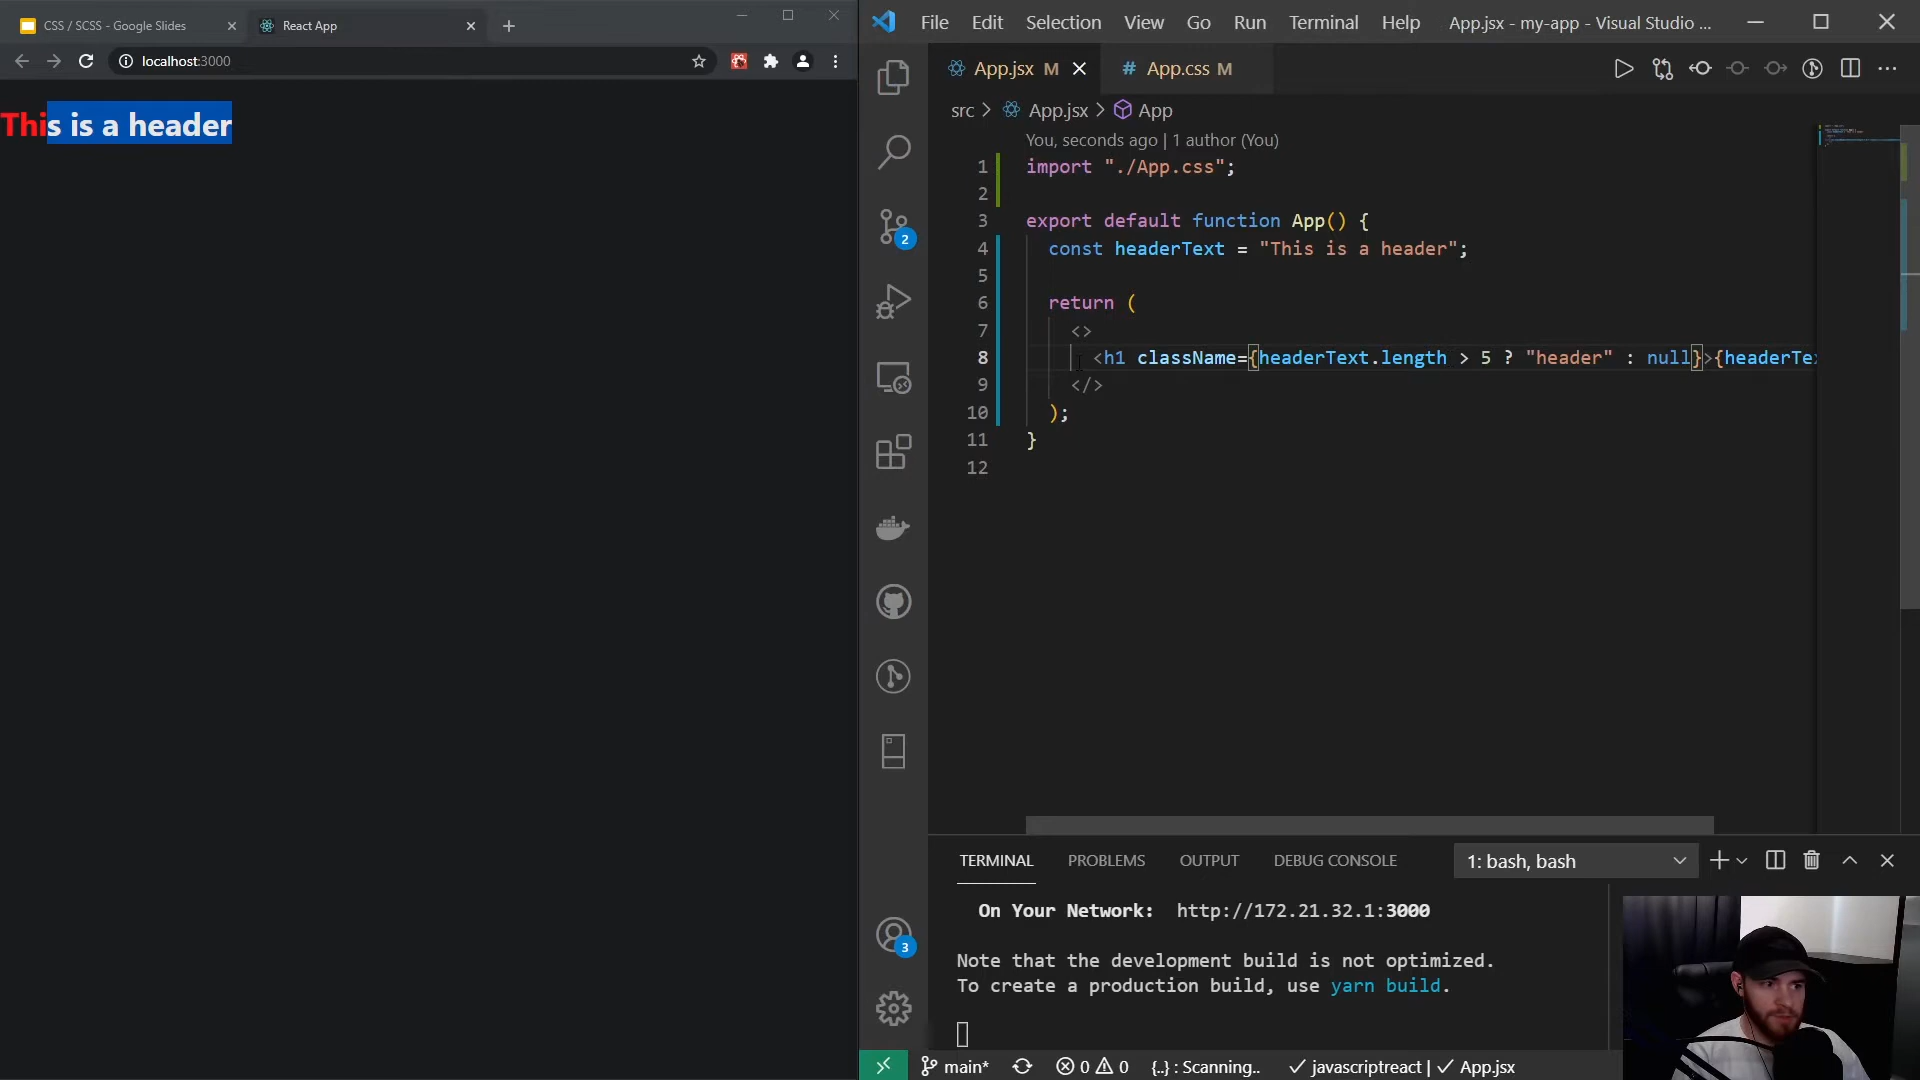 CSS / SCSS - Google Slides
React App
localhost:3000
This is a header
File Edit Selection View Go Run Terminal Help
App.jsx - my-app - Visual Studio ...
App.jsx M
# App.css M
src > App.jsx > App
You, seconds ago | 1 author (You)
1 import "./App.css";
2
3 export default function App() {
4 const headerText = "This is a header";
5
6 return (
7 <>
8 <h1 className={headerText.length > 5 ? "header" : null}>{headerTex
9 </>
10 );
11 }
12
2
3
TERMINAL PROBLEMS OUTPUT DEBUG CONSOLE
1: bash, bash
On Your Network: http://172.21.32.1:3000
Note that the development build is not optimized.
To create a production build, use yarn build.
main* 0 0 {..} : Scanning.. javascriptreact | App.jsx